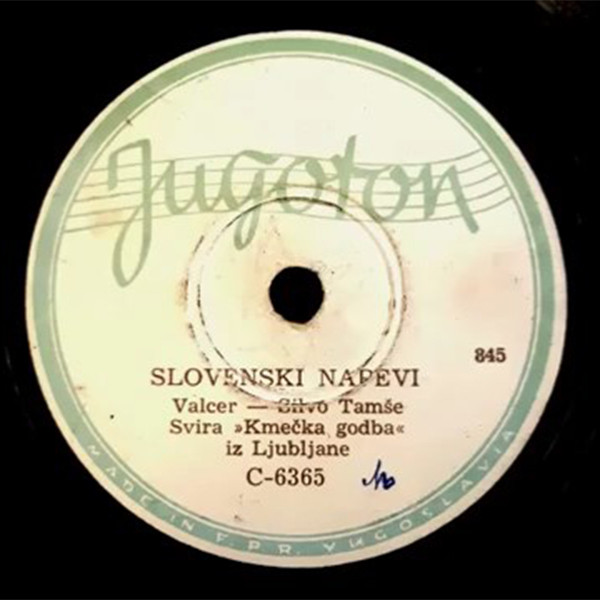 Jugoton
845
SLOVENSKI NAPEVI
Valcer — Silvo Tamše
Svira »Kmečka godba«
iz Ljubljane
C-6365
MADE IN F. P. R. YUGOSLAVIA